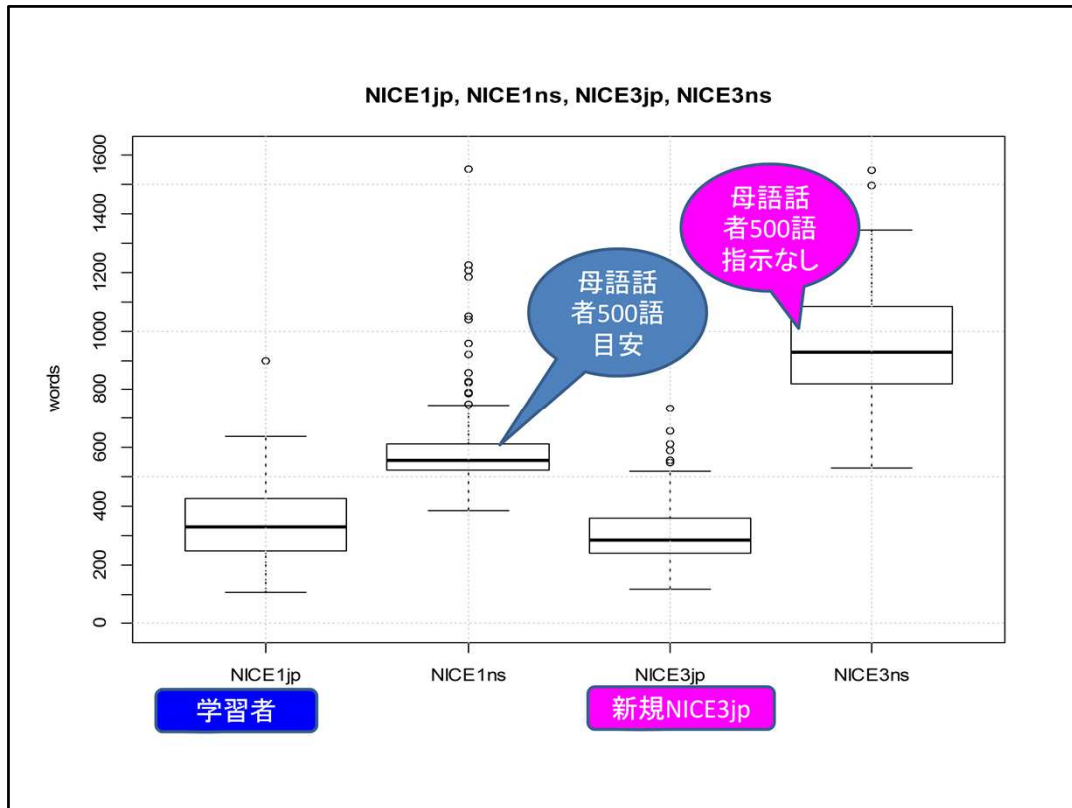 NICE1jp, NICE1ns, NICE3jp, NICE3ns
words
1600
1400
1200
1000
800
600
400
200
0
母語話
者500語
指示なし
母語話
者500語
目安
NICE1jp
NICE1ns
NICE3jp
NICE3ns
学習者
新規NICE3jp